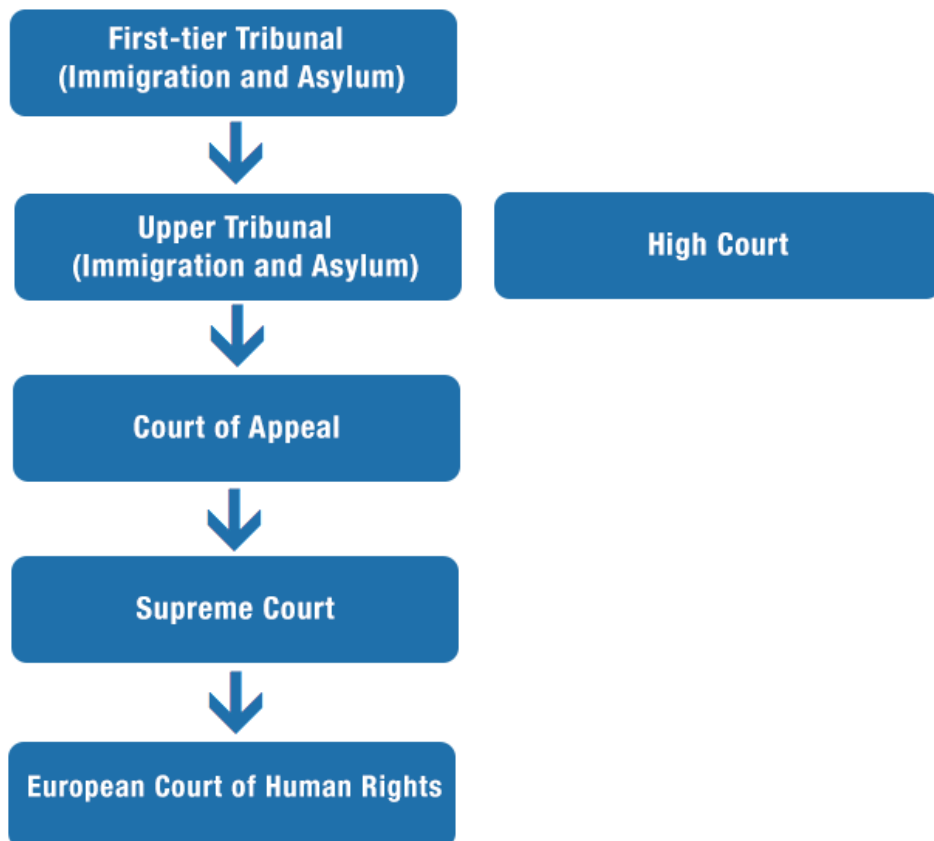 First-tier Tribunal
(Immigration and Asylum)
Upper Tribunal
(Immigration and Asylum)
High Court
Court of Appeal
Supreme Court
European Court of Human Rights